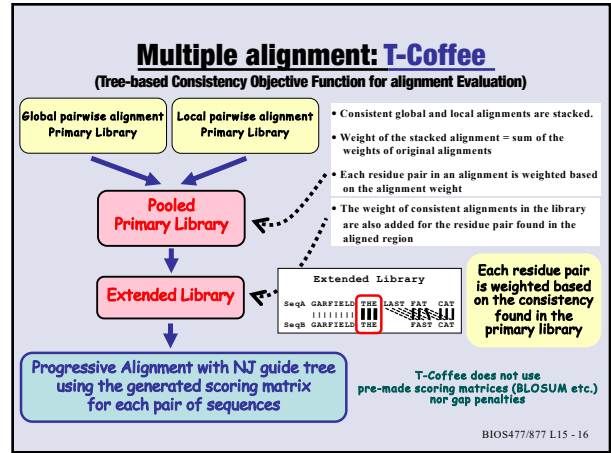 Multiple alignment: T-Coffee
(Tree-based Consistency Objective Function for alignment Evaluation)
Global pairwise alignment
Primary Library
Local pairwise alignment
Primary Library
• Consistent global and local alignments are stacked.
• Weight of the stacked alignment = sum of the
weights of original alignments
• Each residue pair in an alignment is weighted based
on the alignment weight
• The weight of consistent alignments in the library
are also added for the residue pair found in the
aligned region
Pooled
Primary Library
Extended Library
Extended Library
SeqA GARFIELD THE LAST FAT CAT
SeqB GARFIELD THE FAST CAT
Each residue pair
is weighted based
on the consistency
found in the
primary library
Progressive Alignment with NJ guide tree
using the generated scoring matrix
for each pair of sequences
T-Coffee does not use
pre-made scoring matrices (BLOSUM etc.)
nor gap penalties
BIOS477/877 L15 - 16